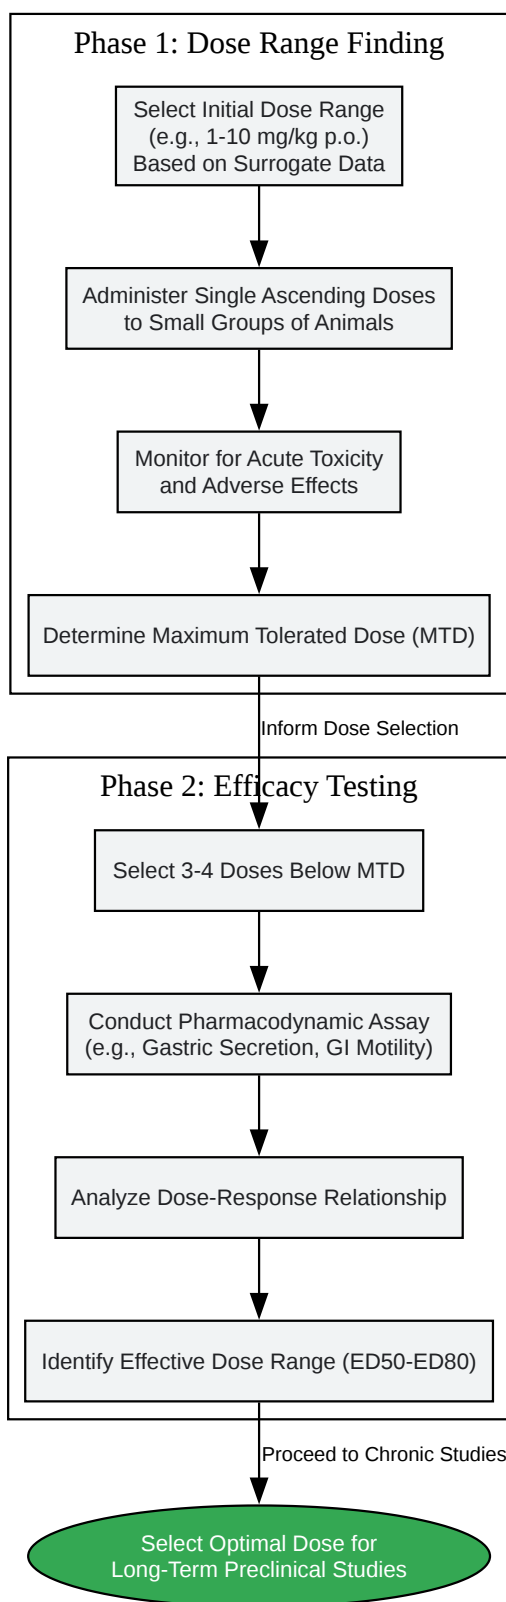 Phase 1: Dose Range Finding
Select Initial Dose Range
(e.g., 1-10 mg/kg p.o.)
Based on Surrogate Data
Administer Single Ascending Doses
to Small Groups of Animals
Monitor for Acute Toxicity
and Adverse Effects
Determine Maximum Tolerated Dose (MTD)
Inform Dose Selection
Phase 2: Efficacy Testing
Select 3-4 Doses Below MTD
Conduct Pharmacodynamic Assay
(e.g., Gastric Secretion, GI Motility)
Analyze Dose-Response Relationship
Identify Effective Dose Range (ED50-ED80)
Proceed to Chronic Studies
Select Optimal Dose for
Long-Term Preclinical Studies